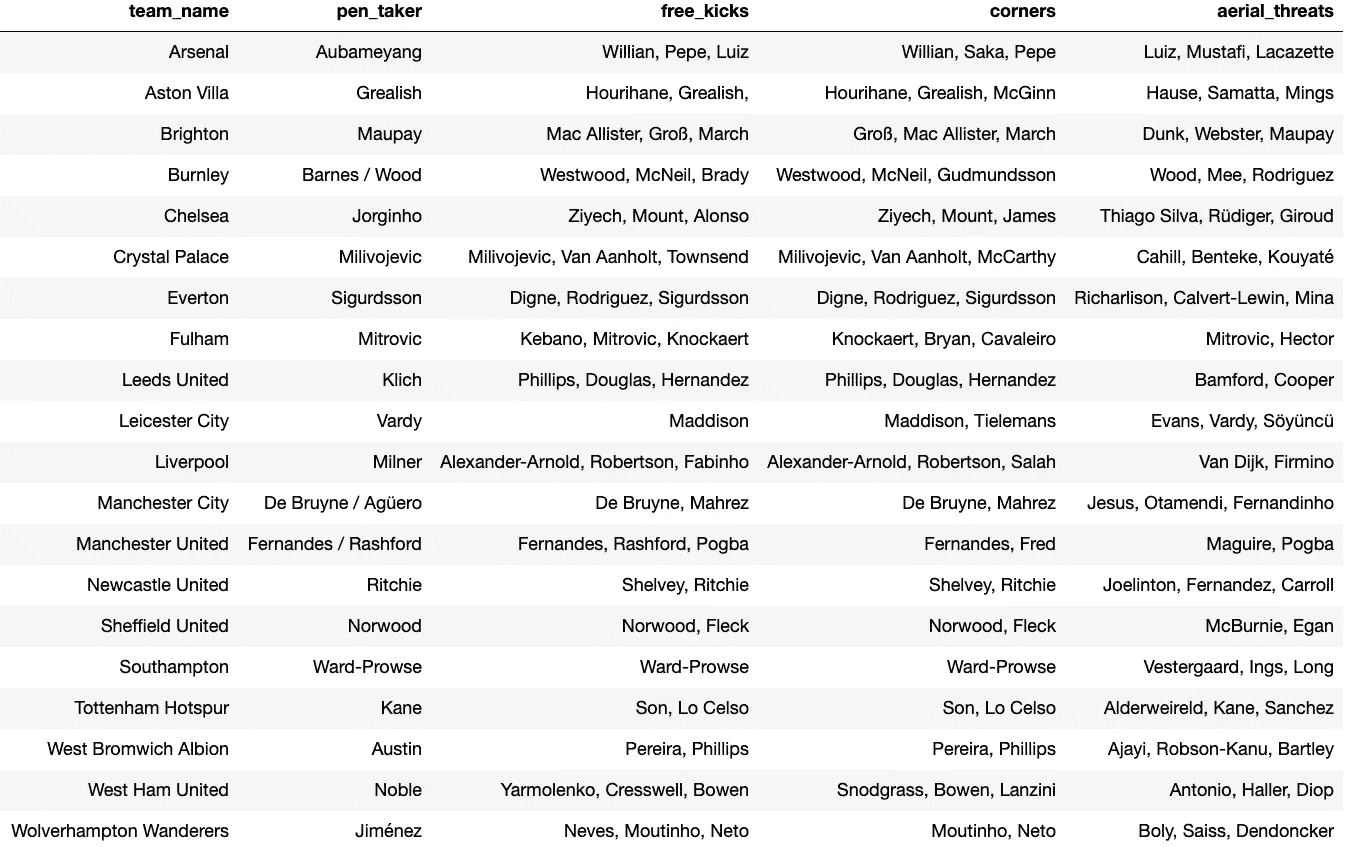 team_name pen_taker free_kicks corners aerial_threats
Arsenal Aubameyang Willian, Pepe, Luiz Willian, Saka, Pepe Luiz, Mustafi, Lacazette
Aston Villa Grealish Hourihane, Grealish, Hourihane, Grealish, McGinn Hause, Samatta, Mings
Brighton Maupay Mac Allister, Groß, March Groß, Mac Allister, March Dunk, Webster, Maupay
Burnley Barnes / Wood Westwood, McNeil, Brady Westwood, McNeil, Gudmundsson Wood, Mee, Rodriguez
Chelsea Jorginho Ziyech, Mount, Alonso Ziyech, Mount, James Thiago Silva, Rüdiger, Giroud
Crystal Palace Milivojevic Milivojevic, Van Aanholt, Townsend Milivojevic, Van Aanholt, McCarthy Cahill, Benteke, Kouyaté
Everton Sigurdsson Digne, Rodriguez, Sigurdsson Digne, Rodriguez, Sigurdsson Richarlison, Calvert-Lewin, Mina
Fulham Mitrovic Kebano, Mitrovic, Knockaert Knockaert, Bryan, Cavaleiro Mitrovic, Hector
Leeds United Klich Phillips, Douglas, Hernandez Phillips, Douglas, Hernandez Bamford, Cooper
Leicester City Vardy Maddison Maddison, Tielemans Evans, Vardy, Söyüncü
Liverpool Milner Alexander-Arnold, Robertson, Fabinho Alexander-Arnold, Robertson, Salah Van Dijk, Firmino
Manchester City De Bruyne / Agüero De Bruyne, Mahrez De Bruyne, Mahrez Jesus, Otamendi, Fernandinho
Manchester United Fernandes / Rashford Fernandes, Rashford, Pogba Fernandes, Fred Maguire, Pogba
Newcastle United Ritchie Shelvey, Ritchie Shelvey, Ritchie Joelinton, Fernandez, Carroll
Sheffield United Norwood Norwood, Fleck Norwood, Fleck McBurnie, Egan
Southampton Ward-Prowse Ward-Prowse Ward-Prowse Vestergaard, Ings, Long
Tottenham Hotspur Kane Son, Lo Celso Son, Lo Celso Alderweireld, Kane, Sanchez
West Bromwich Albion Austin Pereira, Phillips Pereira, Phillips Ajayi, Robson-Kanu, Bartley
West Ham United Noble Yarmolenko, Cresswell, Bowen Snodgrass, Bowen, Lanzini Antonio, Haller, Diop
Wolverhampton Wanderers Jiménez Neves, Moutinho, Neto Moutinho, Neto Boly, Saiss, Dendoncker